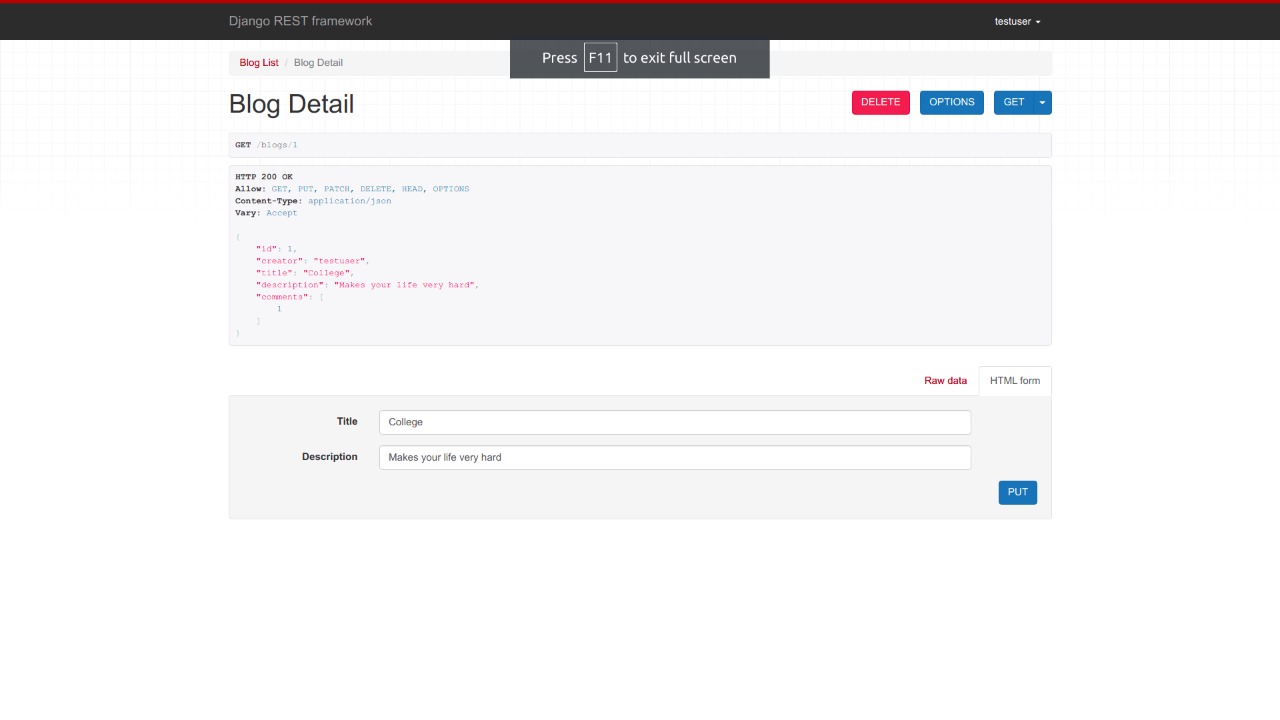 Django REST framework
testuser
Press F11 to exit full screen
Blog List / Blog Detail
Blog Detail
DELETE
OPTIONS
GET
GET /blogs/1
HTTP 200 OK
Allow: GET, PUT, PATCH, DELETE, HEAD, OPTIONS
Content-Type: application/json
Vary: Accept
{
"id": 1,
"creator": "testuser",
"title": "College",
"description": "Makes your life very hard",
"comments": [
1
]
}
Raw data
HTML form
Title
College
Description
Makes your life very hard
PUT